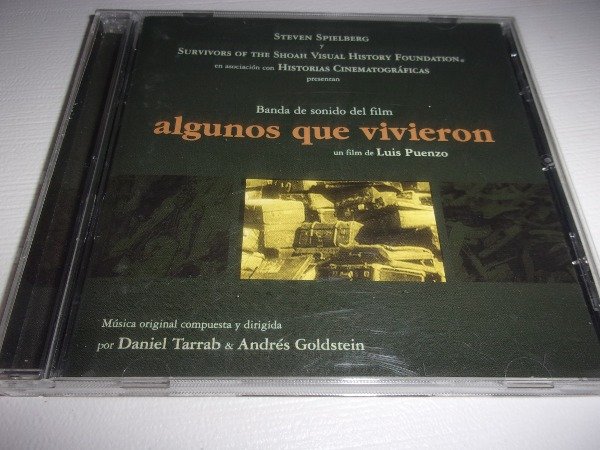 STEVEN SPIELBERG
y
SURVIVORS OF THE SHOAH VISUAL HISTORY FOUNDATION®
en asociación con HISTORIAS CINEMATOGRÁFICAS
presentan
Banda de sonido del film
algunos que vivieron
un film de Luis Puenzo
Música original compuesta y dirigida
por Daniel Tarrab & Andrés Goldstein